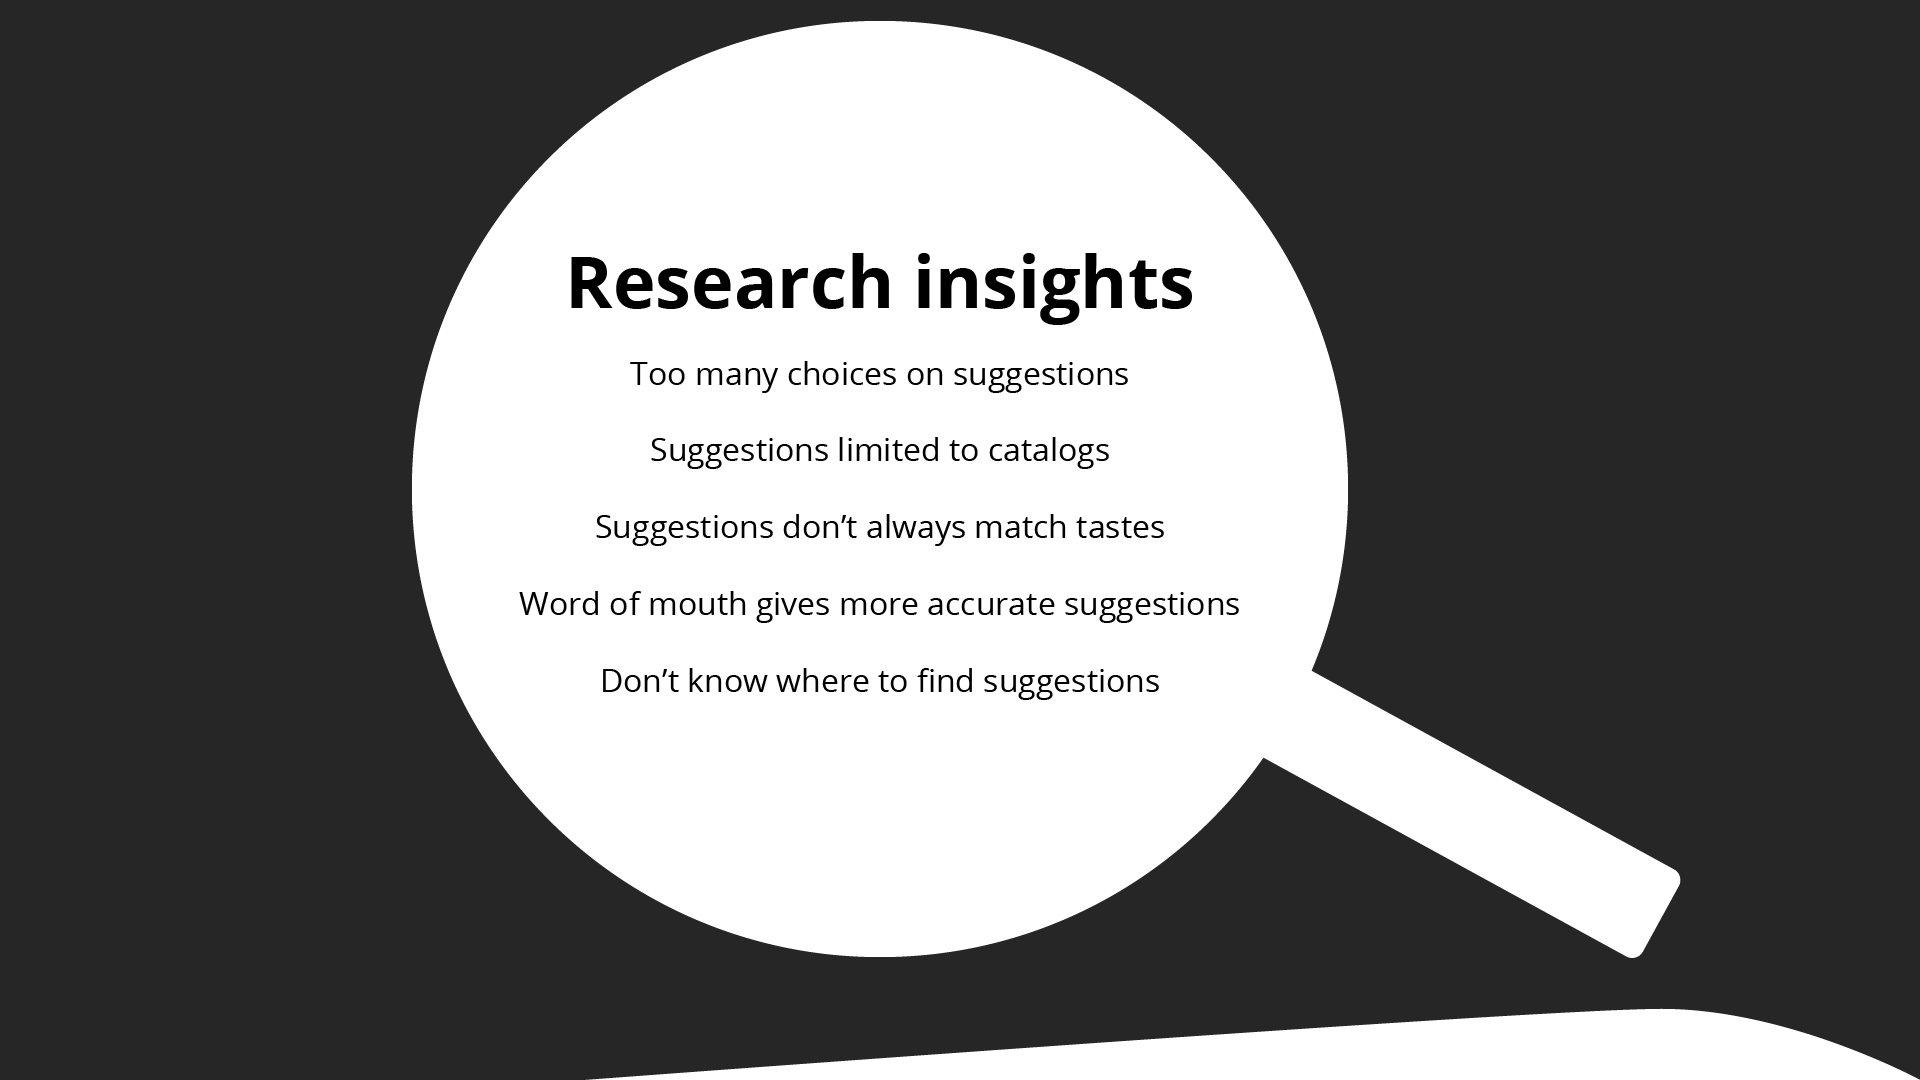 Research insights
Too many choices on suggestions
Suggestions limited to catalogs
Suggestions don’t always match tastes
Word of mouth gives more accurate suggestions
Don’t know where to find suggestions